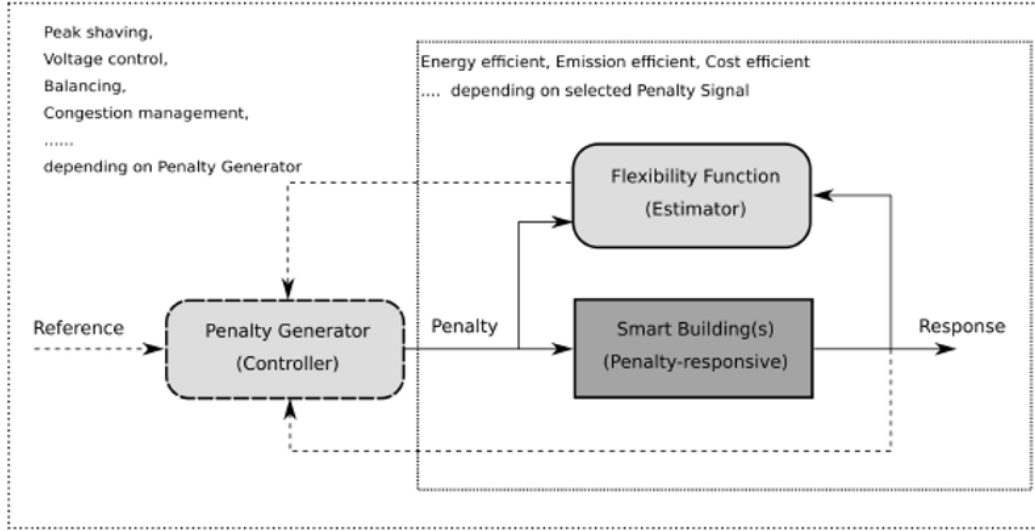 Peak shaving,
Voltage control,
Balancing,
Congestion management,
......
depending on Penalty Generator
Energy efficient, Emission efficient, Cost efficient
.... depending on selected Penalty Signal
Flexibility Function
(Estimator)
Reference
Penalty Generator
(Controller)
Penalty
Smart Building(s)
(Penalty-responsive)
Response